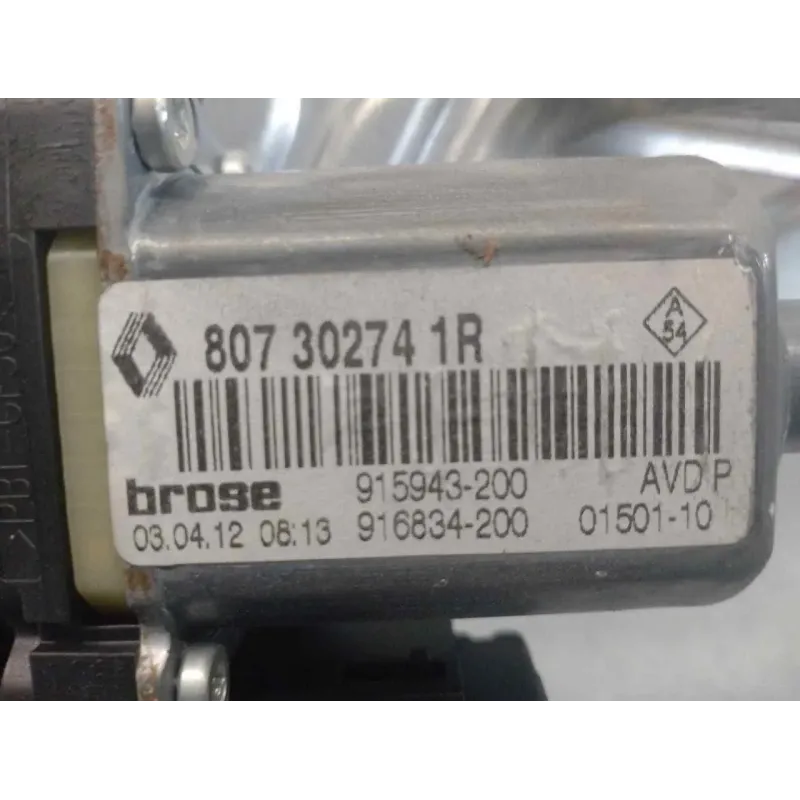 807 30274 1R
A
54
brose 915943-200 AVD P
03.04.12 08:13 916834-200 01501-10